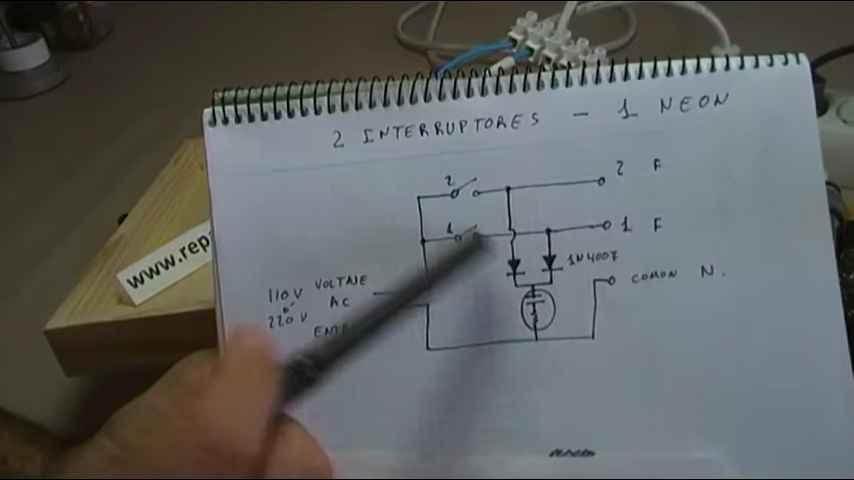 2 INTERRUPTORES - 1 NEON
2 2 F
1 1 F
1N4007
COMON N.
110V VOLTAJE
o AC
220V
www.rep